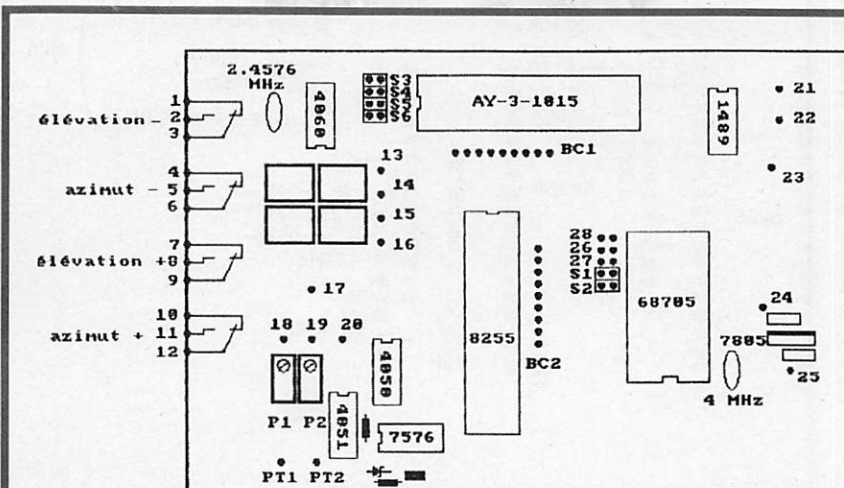 2.4576
MHz
4060
S3
S4
S5
S6
AY-3-1015
1489
21
22
23
1
élévation - 2
3
BC1
13
14
15
16
4
azimut - 5
6
7
élévation +8
9
10
azimut + 11
12
17
18 19 20
4050
8255
BC2
28
26
27
S1
S2
68705
24
7805
25
4 MHz
P1 P2
4051
7576
PT1 PT2